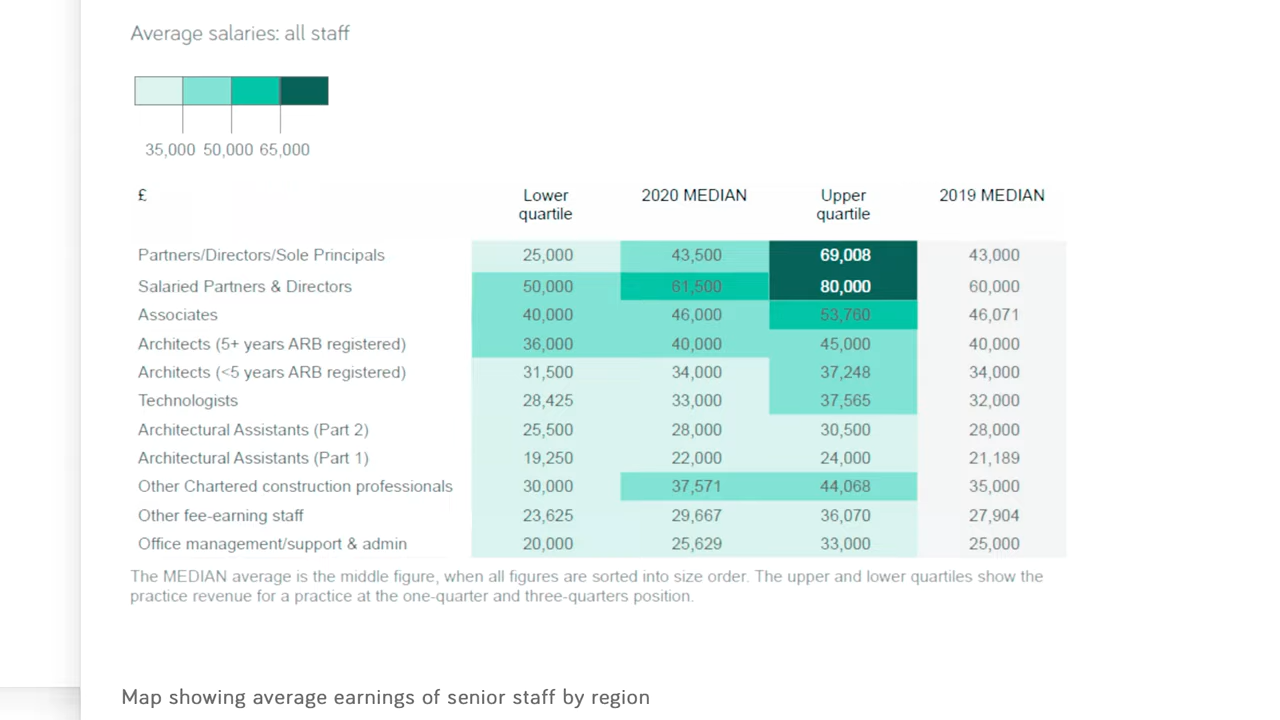 Average salaries: all staff
35,000 50,000 65,000
£ Lower quartile 2020 MEDIAN Upper quartile 2019 MEDIAN
Partners/Directors/Sole Principals 25,000 43,500 69,008 43,000
Salaried Partners & Directors 50,000 61,500 80,000 60,000
Associates 40,000 46,000 53,760 46,071
Architects (5+ years ARB registered) 36,000 40,000 45,000 40,000
Architects (<5 years ARB registered) 31,500 34,000 37,248 34,000
Technologists 28,425 33,000 37,565 32,000
Architectural Assistants (Part 2) 25,500 28,000 30,500 28,000
Architectural Assistants (Part 1) 19,250 22,000 24,000 21,189
Other Chartered construction professionals 30,000 37,571 44,068 35,000
Other fee-earning staff 23,625 29,667 36,070 27,904
Office management/support & admin 20,000 25,629 33,000 25,000
The MEDIAN average is the middle figure, when all figures are sorted into size order. The upper and lower quartiles show the
practice revenue for a practice at the one-quarter and three-quarters position.
Map showing average earnings of senior staff by region